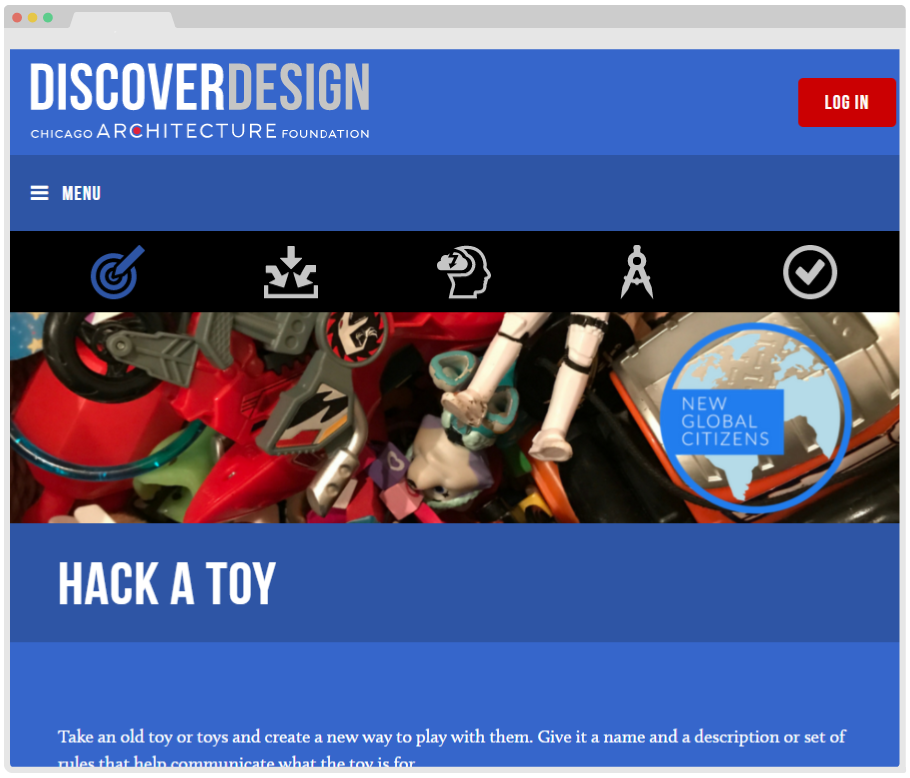 DISCOVERDESIGN
CHICAGO ARCHITECTURE FOUNDATION
LOG IN
MENU
NEW
GLOBAL
CITIZENS
HACK A TOY
Take an old toy or toys and create a new way to play with them. Give it a name and a description or set of
rules that help communicate what the toy is for